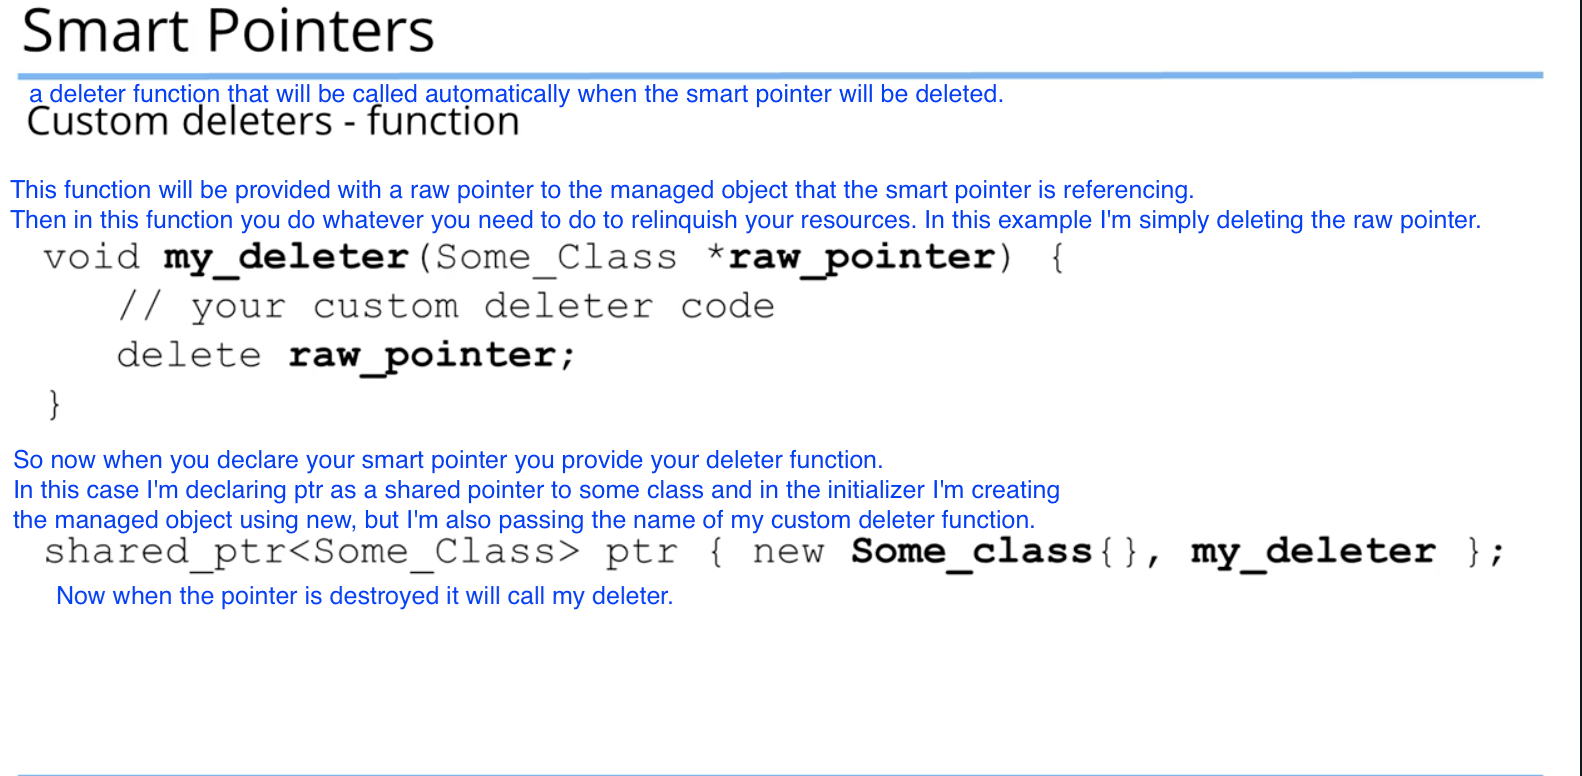 Smart Pointers
a deleter function that will be called automatically when the smart pointer will be deleted.
Custom deleters - function
This function will be provided with a raw pointer to the managed object that the smart pointer is referencing.
Then in this function you do whatever you need to do to relinquish your resources. In this example I'm simply deleting the raw pointer.
void my_deleter(Some_Class *raw_pointer) {
// your custom deleter code
delete raw_pointer;
}
So now when you declare your smart pointer you provide your deleter function.
In this case I'm declaring ptr as a shared pointer to some class and in the initializer I'm creating
the managed object using new, but I'm also passing the name of my custom deleter function.
shared_ptr<Some_Class> ptr { new Some_class{}, my_deleter };
Now when the pointer is destroyed it will call my deleter.